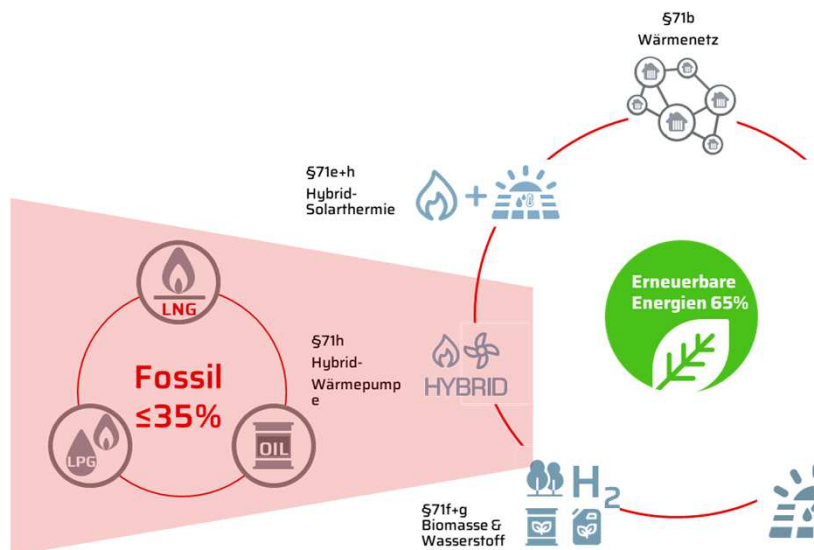 §71b
Wärmenetz
§71e+h
Hybrid-
Solarthermie
+
Erneuerbare
Energien 65%
LNG
§71h
Hybrid-
Wärmepump
e
HYBRID
Fossil
≤35%
LPG
OIL
§71f+g
Biomasse &
Wasserstoff
H2